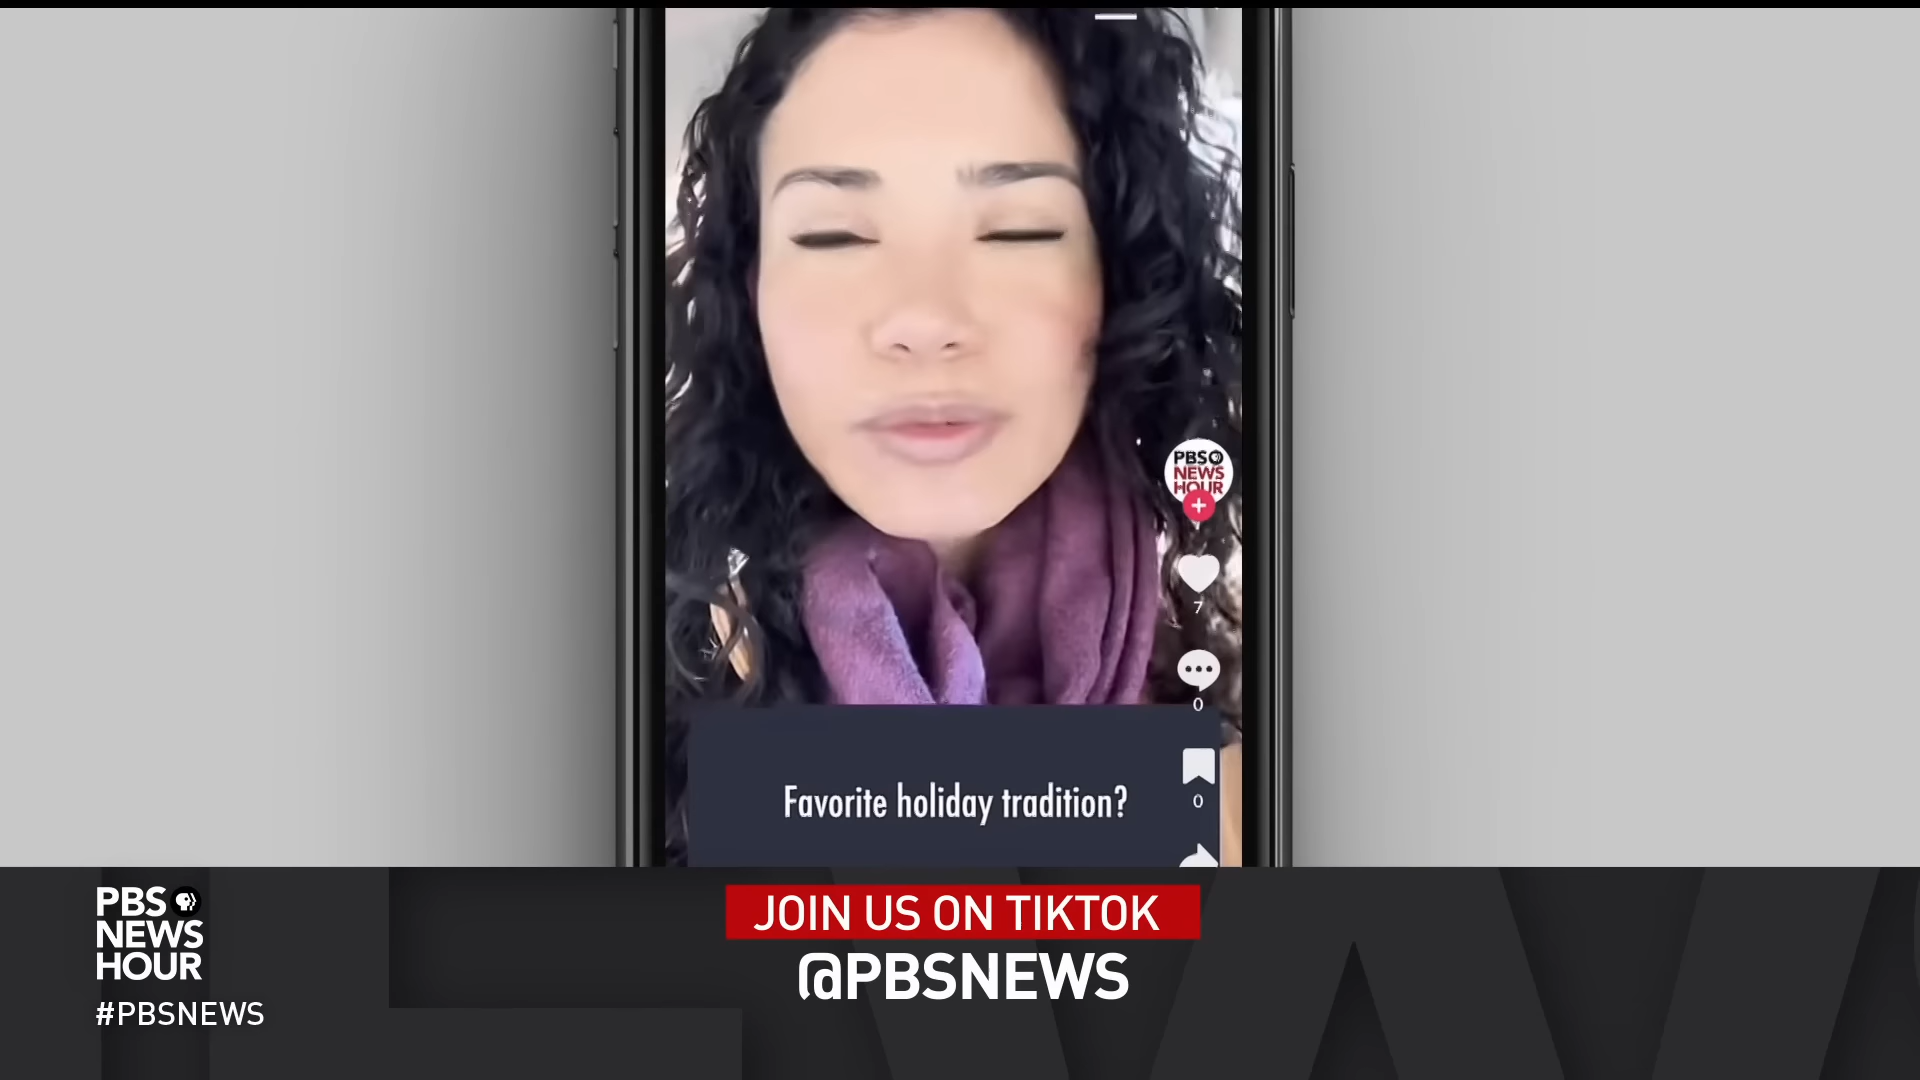 PBS
NEWS
HOUR
7
0
Favorite holiday tradition?
0
PBS
NEWS
HOUR
#PBSNEWS
JOIN US ON TIKTOK
@PBSNEWS